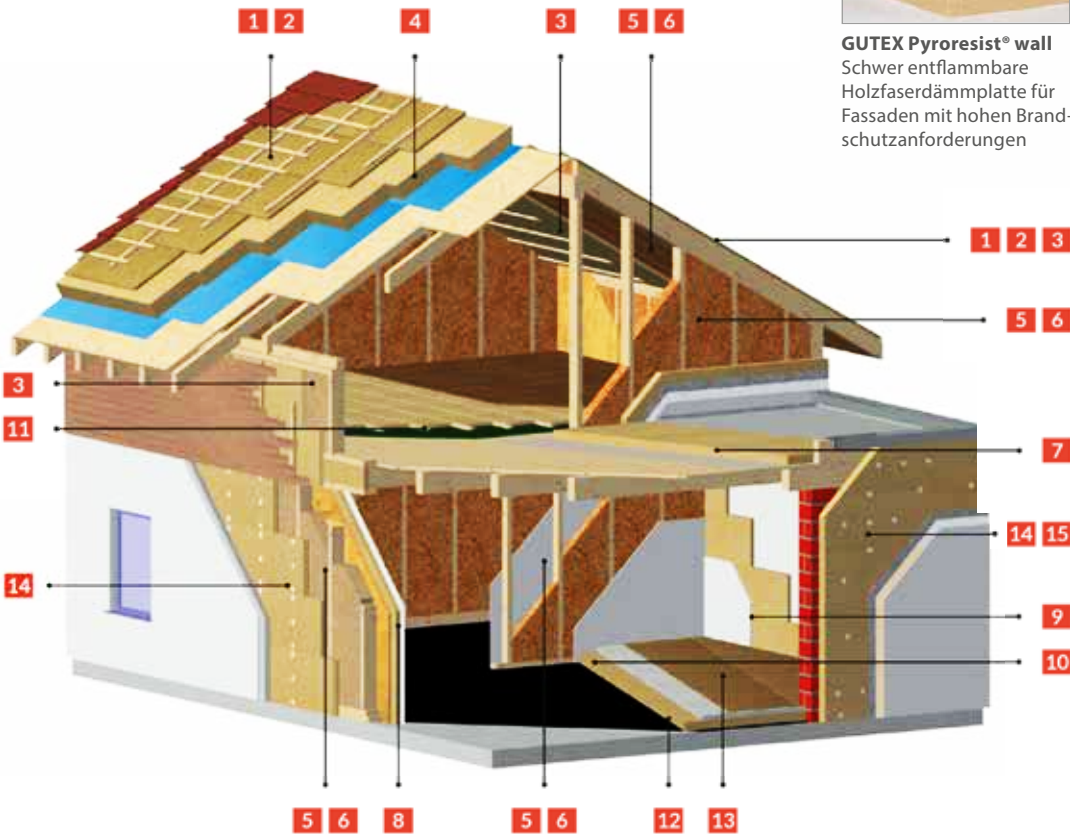 1 2 4 3 5 6
GUTEX Pyroresist® wall
Schwer entflammbare
Holzfaserdämmplatte für
Fassaden mit hohen Brand-
schutzanforderungen
1 2 3
5 6
3
11
7
14 15
14
9
10
5 6 8 5 6 12 13